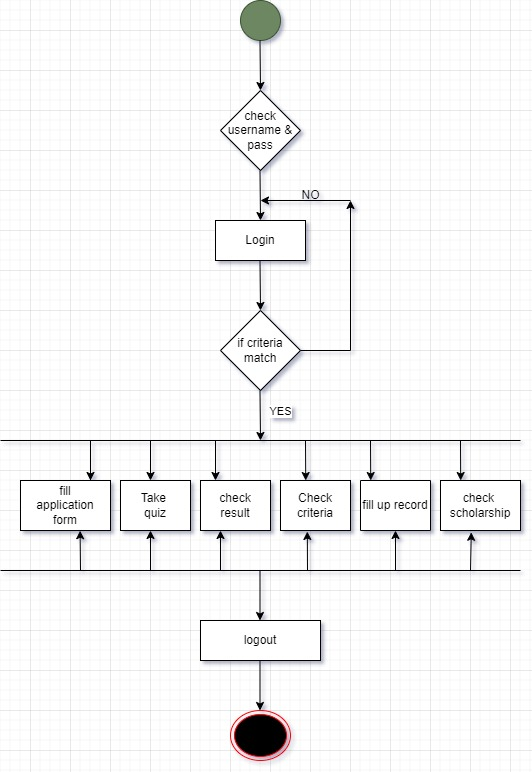 check
username &
pass
NO
Login
if criteria
match
YES
fill
application
form
Take
quiz
check
result
Check
criteria
fill up record
check
scholarship
logout